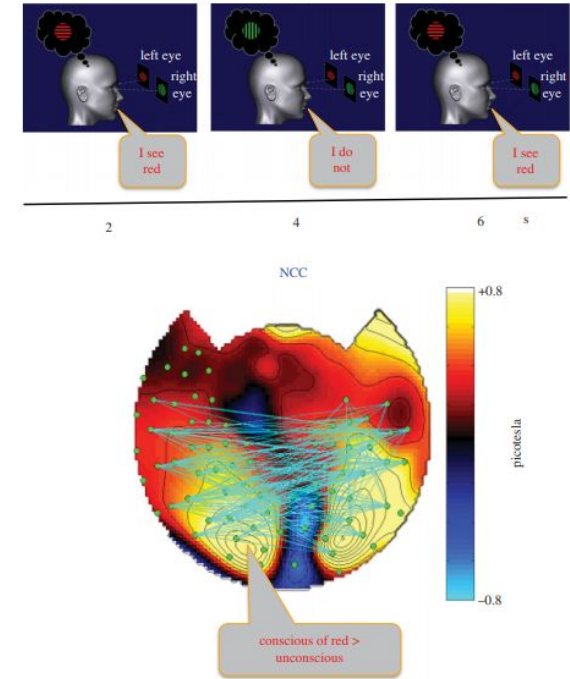 left eye
right
eye
I see
red
left eye
right
eye
I do
not
left eye
right
eye
I see
red
2 4 6 s
NCC
+0.8
picotesla
–0.8
conscious of red >
unconscious